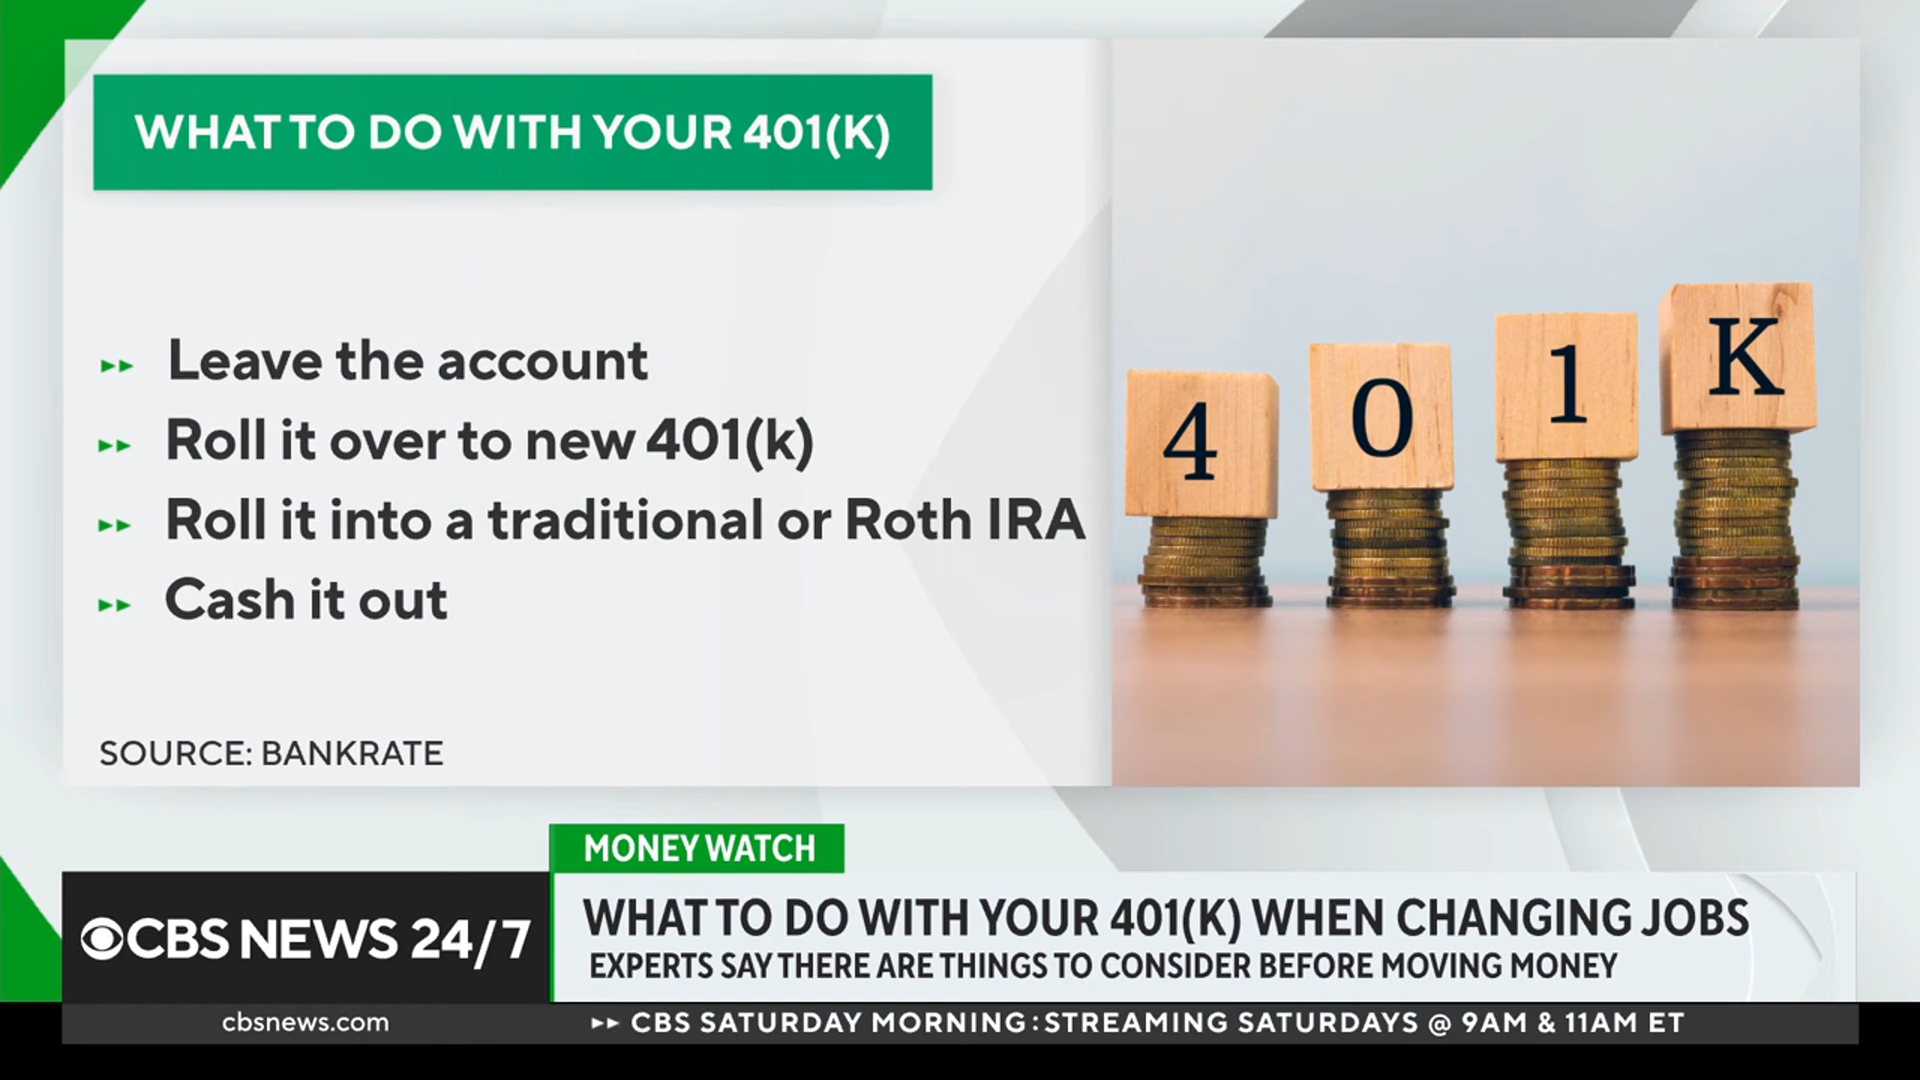 WHAT TO DO WITH YOUR 401(K)
Leave the account
Roll it over to new 401(k)
Roll it into a traditional or Roth IRA
Cash it out
SOURCE: BANKRATE
4 0 1 K
MONEY WATCH
CBS NEWS 24/7
WHAT TO DO WITH YOUR 401(K) WHEN CHANGING JOBS
EXPERTS SAY THERE ARE THINGS TO CONSIDER BEFORE MOVING MONEY
cbsnews.com
CBS SATURDAY MORNING: STREAMING SATURDAYS @ 9AM & 11AM ET